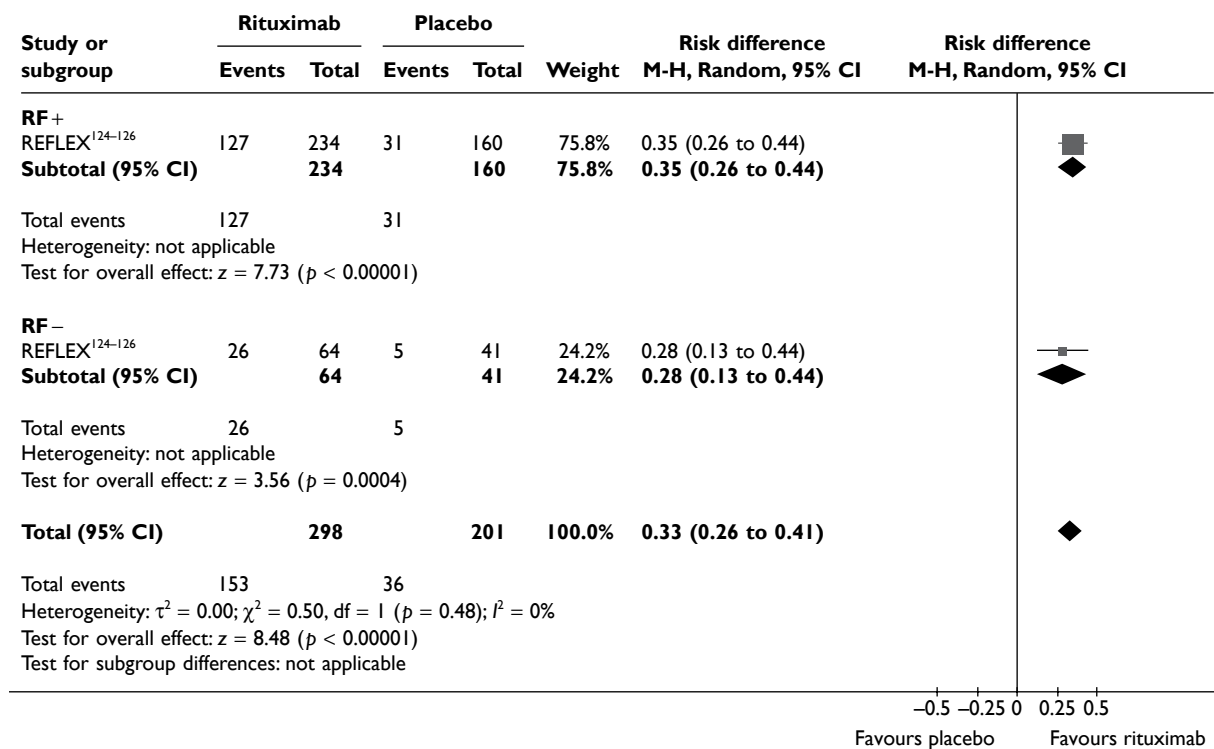 Rituximab Placebo
Study or Risk difference Risk difference
subgroup Events Total Events Total Weight M-H, Random, 95% CI M-H, Random, 95% CI
RF+
REFLEX124–126 127 234 31 160 75.8% 0.35 (0.26 to 0.44)
Subtotal (95% CI) 234 160 75.8% 0.35 (0.26 to 0.44)
Total events 127 31
Heterogeneity: not applicable
Test for overall effect: z = 7.73 (p < 0.00001)
RF–
REFLEX124–126 26 64 5 41 24.2% 0.28 (0.13 to 0.44)
Subtotal (95% CI) 64 41 24.2% 0.28 (0.13 to 0.44)
Total events 26 5
Heterogeneity: not applicable
Test for overall effect: z = 3.56 (p = 0.0004)
Total (95% CI) 298 201 100.0% 0.33 (0.26 to 0.41)
Total events 153 36
Heterogeneity: τ² = 0.00; χ² = 0.50, df = 1 (p = 0.48); I² = 0%
Test for overall effect: z = 8.48 (p < 0.00001)
Test for subgroup differences: not applicable
–0.5 –0.25 0 0.25 0.5
Favours placebo Favours rituximab